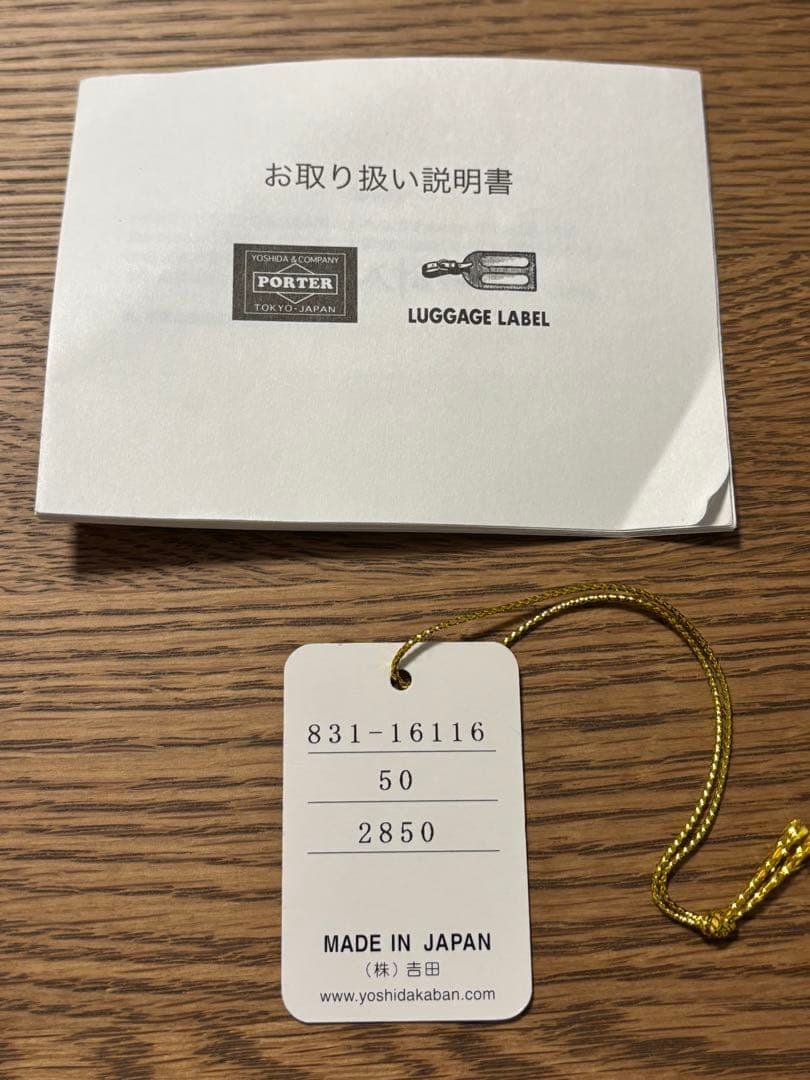 お取り扱い説明書
YOSHIDA & COMPANY
PORTER
TOKYO-JAPAN
LUGGAGE LABEL
831-16116
50
2850
MADE IN JAPAN
(株)吉田
www.yoshidakaban.com